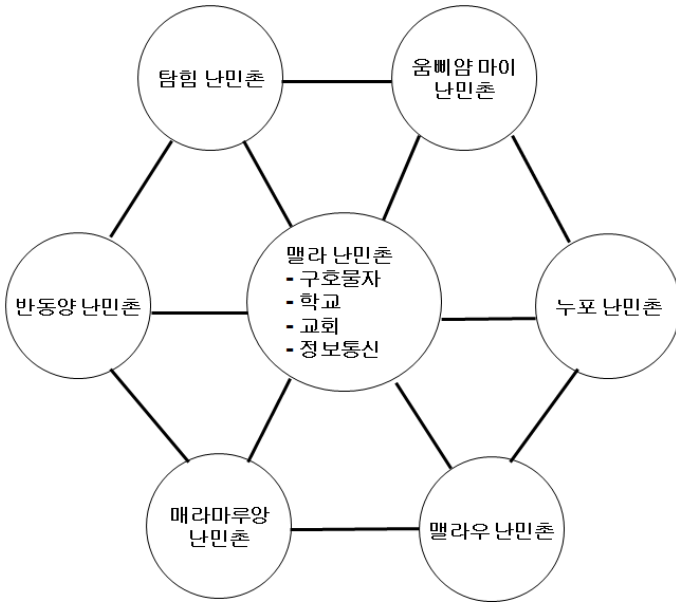 탐힘 난민촌
움삐얌 마이
난민촌
맬라 난민촌
- 구호물자
- 학교
- 교회
- 정보통신
반동양 난민촌
누포 난민촌
매라마루앙
난민촌
맬라우 난민촌